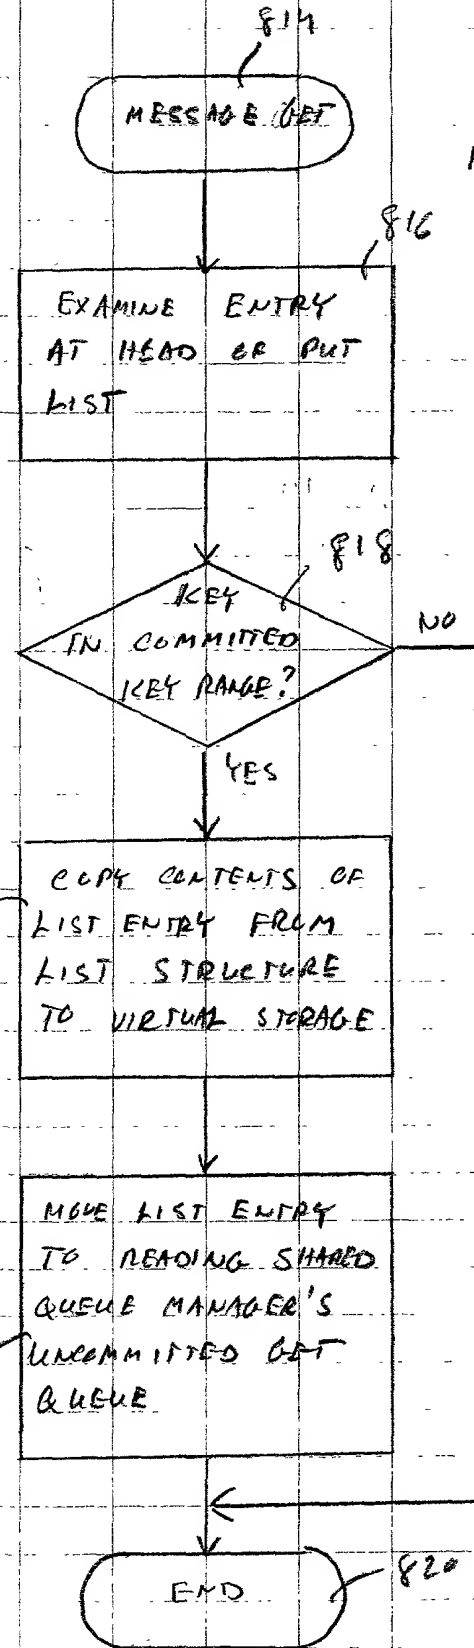 814
MESSAGE GET
816
EXAMINE ENTRY
AT HEAD OF PUT
LIST
818
KEY
IN COMMITTED
KEY RANGE?
NO
YES
COPY CONTENTS OF
LIST ENTRY FROM
LIST STRUCTURE
TO VIRTUAL STORAGE
MOVE LIST ENTRY
TO READING SHARED
QUEUE MANAGER'S
UNCOMMITTED GET
QUEUE
END
820